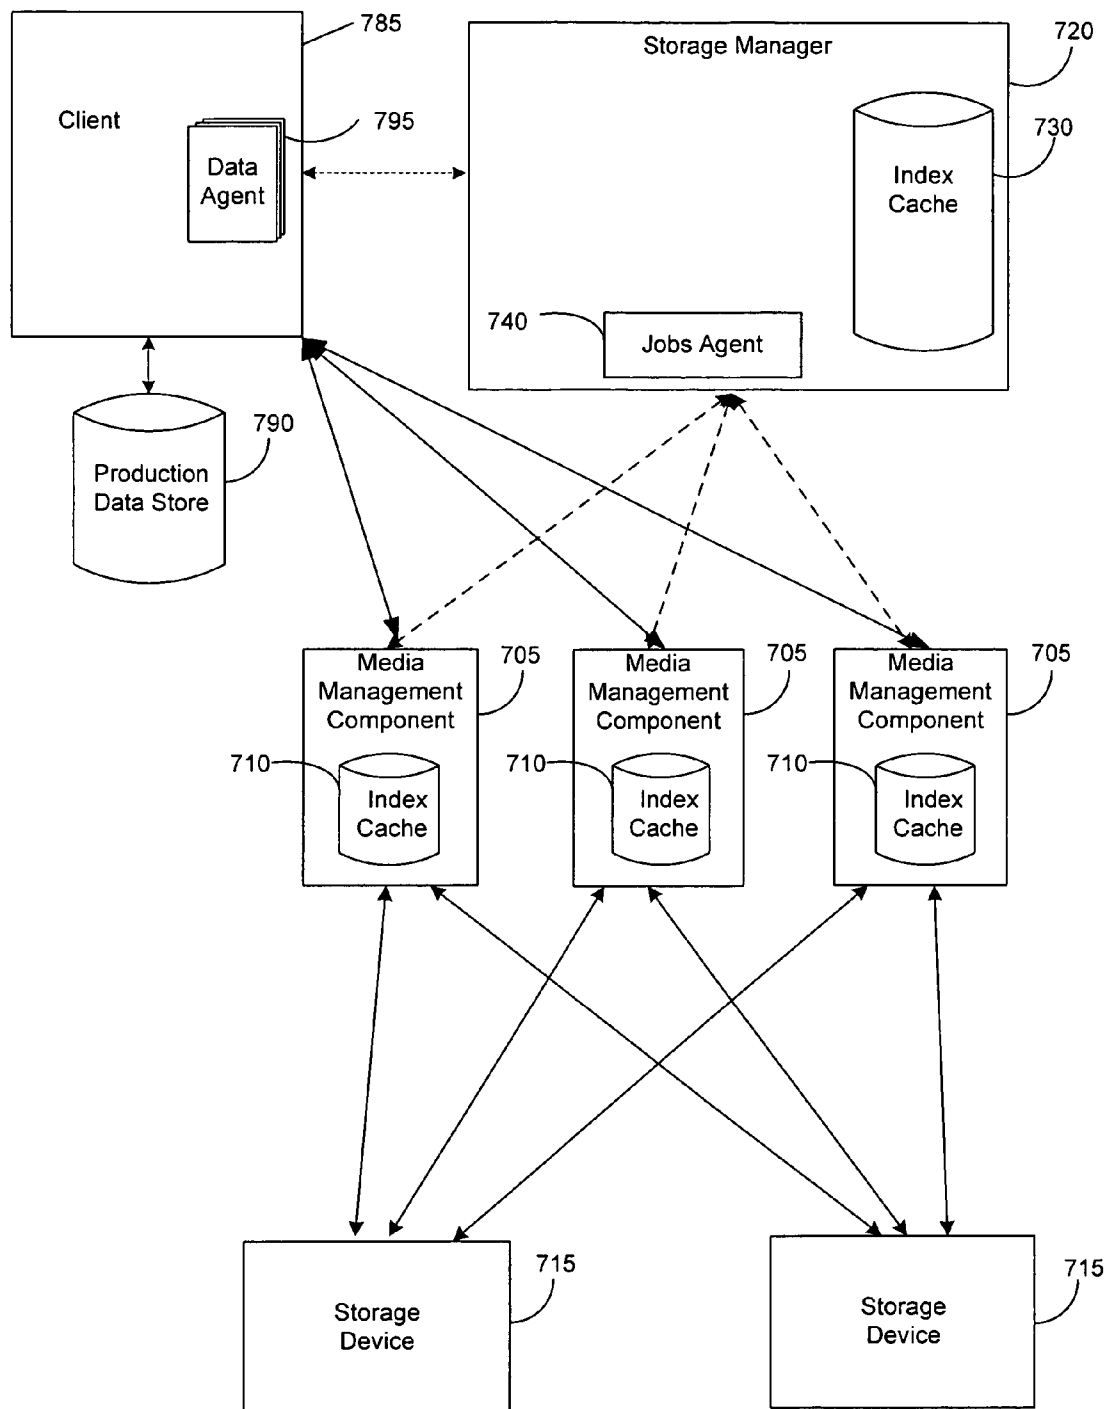 785
Client
795
Data
Agent
Storage Manager
720
730
Index
Cache
740
Jobs Agent
790
Production
Data Store
Media
Management
Component
705
710
Index
Cache
Media
Management
Component
705
710
Index
Cache
Media
Management
Component
705
710
Index
Cache
Storage
Device
715
Storage
Device
715